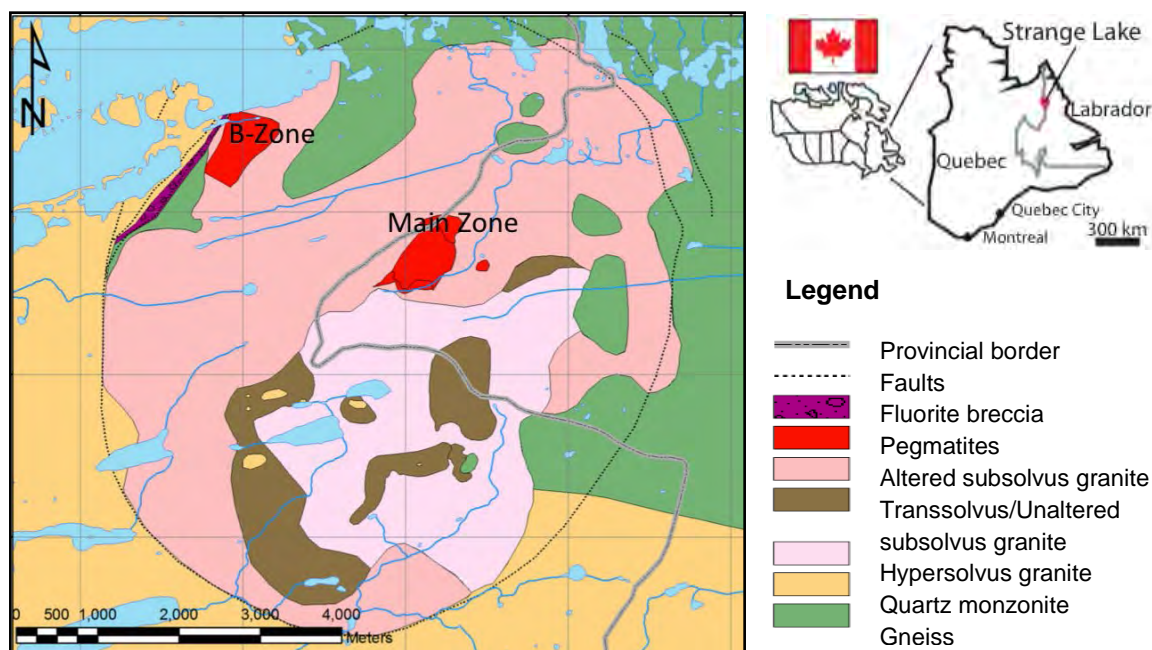 N
B-Zone
Main Zone
0 500 1,000 2,000 3,000 4,000
Meters
Strange Lake
Labrador
Quebec
Quebec City
Montreal
300 km
Legend
Provincial border
Faults
Fluorite breccia
Pegmatites
Altered subsolvus granite
Transsolvus/Unaltered
subsolvus granite
Hypersolvus granite
Quartz monzonite
Gneiss